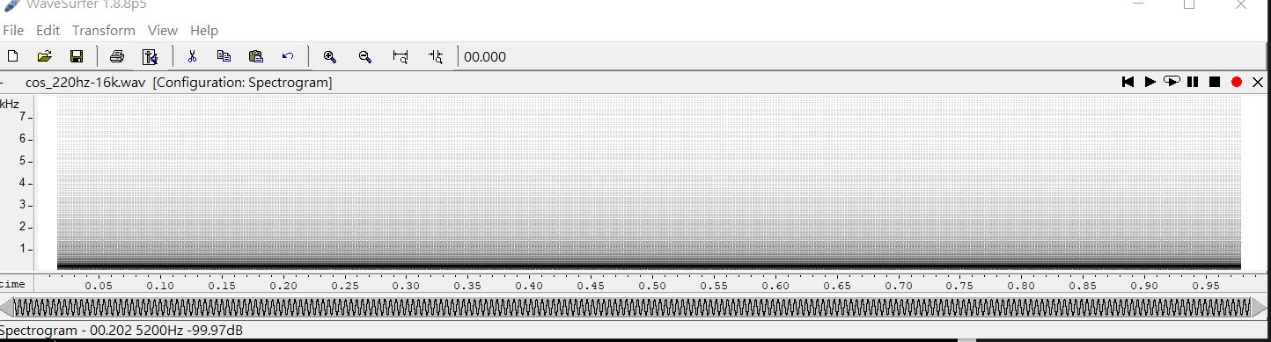 WaveSurfer 1.8.8p5
File Edit Transform View Help
00.000
cos_220hz-16k.wav [Configuration: Spectrogram]
kHz
7
6
5
4
3
2
1
time 0.05 0.10 0.15 0.20 0.25 0.30 0.35 0.40 0.45 0.50 0.55 0.60 0.65 0.70 0.75 0.80 0.85 0.90 0.95
Spectrogram - 00.202 5200Hz -99.97dB